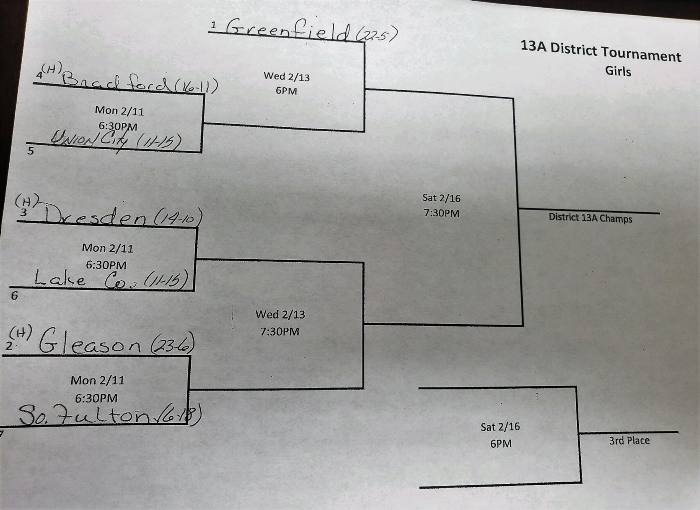 1 Greenfield (22-5)
13A District Tournament
Girls
Wed 2/13
6PM
(H)
4 Bradford (16-11)
Mon 2/11
6:30PM
Union City (11-15)
5
Sat 2/16
7:30PM
District 13A Champs
(H)
3 Dresden (14-10)
Mon 2/11
6:30PM
Lake Co. (11-15)
6
Wed 2/13
7:30PM
(H)
2 Gleason (23-6)
Mon 2/11
6:30PM
So. Fulton (6-18)
7
Sat 2/16
6PM
3rd Place